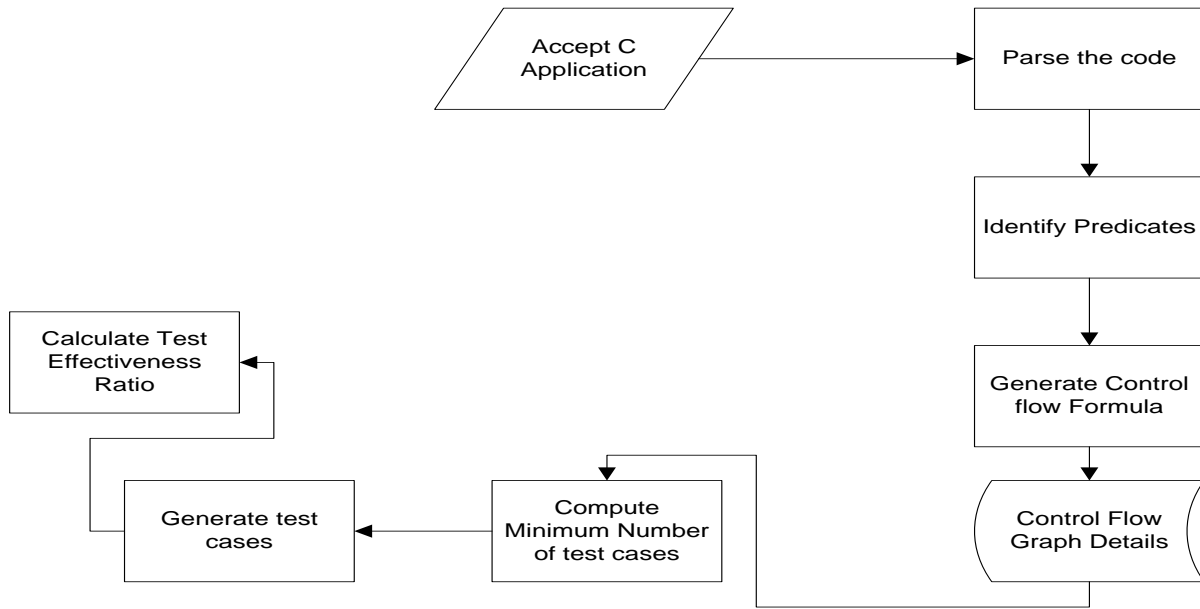 Accept C
Application
Parse the code
Identify Predicates
Generate Control
flow Formula
Control Flow
Graph Details
Compute
Minimum Number
of test cases
Generate test
cases
Calculate Test
Effectiveness
Ratio